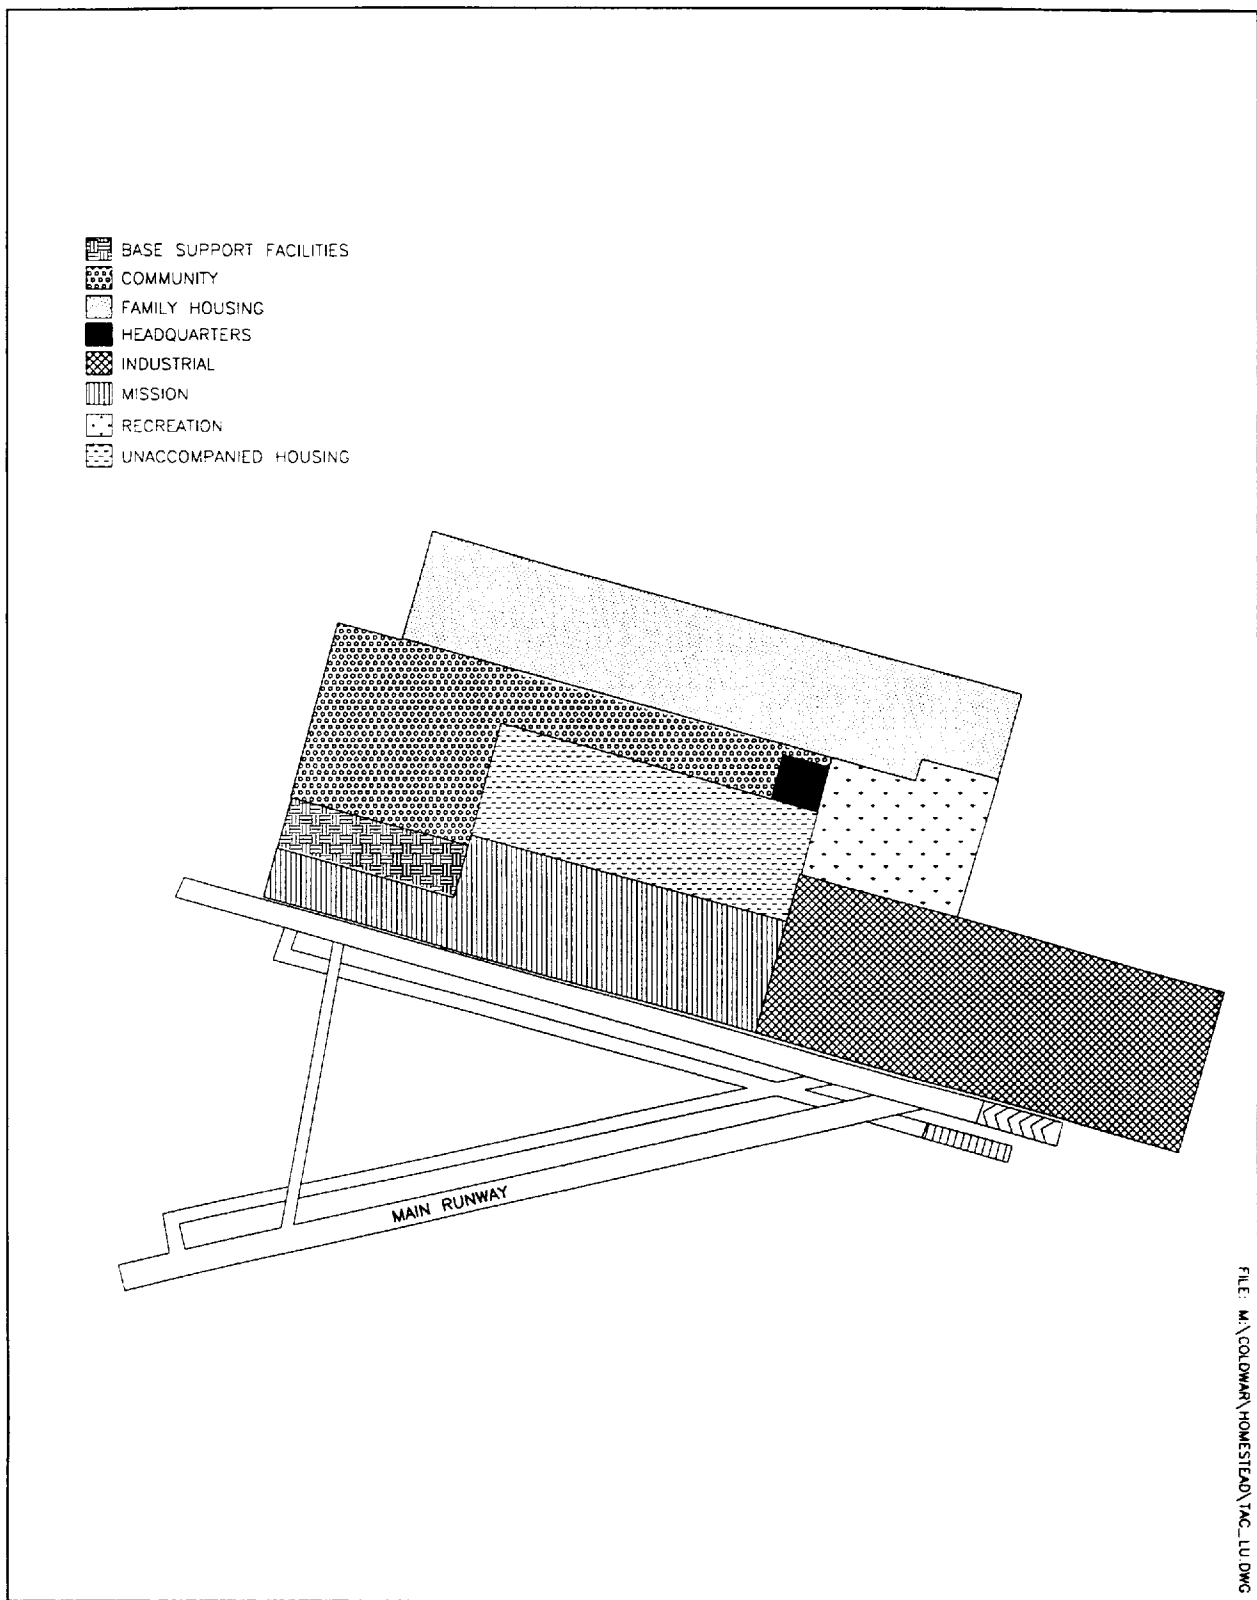 BASE SUPPORT FACILITIES
COMMUNITY
FAMILY HOUSING
HEADQUARTERS
INDUSTRIAL
MISSION
RECREATION
UNACCOMPANIED HOUSING
MAIN RUNWAY
FILE: M:\COLDWAR\HOMESTEAD\TAC_LU.DWG